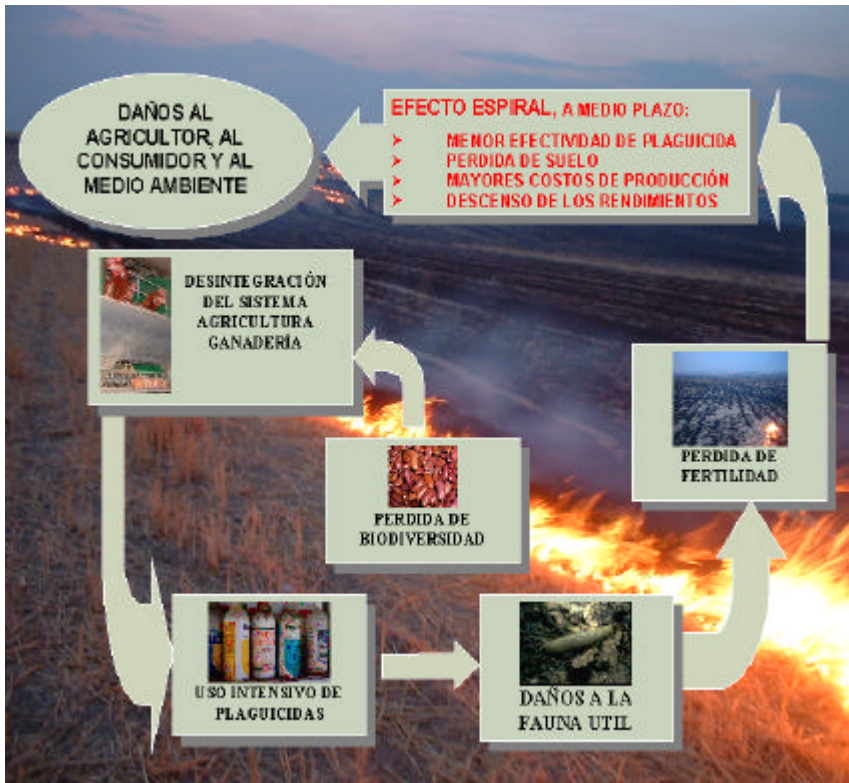 DAÑOS AL
AGRICULTOR, AL
CONSUMIDOR Y AL
MEDIO AMBIENTE
EFECTO ESPIRAL, A MEDIO PLAZO:
➤ MENOR EFECTIVIDAD DE PLAGUICIDA
➤ PERDIDA DE SUELO
➤ MAYORES COSTOS DE PRODUCCIÓN
➤ DESCENSO DE LOS RENDIMIENTOS
DESINTEGRACIÓN
DEL SISTEMA
AGRICULTURA
GANADERÍA
PERDIDA DE
FERTILIDAD
PERDIDA DE
BIODIVERSIDAD
USO INTENSIVO DE
PLAGUICIDAS
DAÑOS A LA
FAUNA UTIL